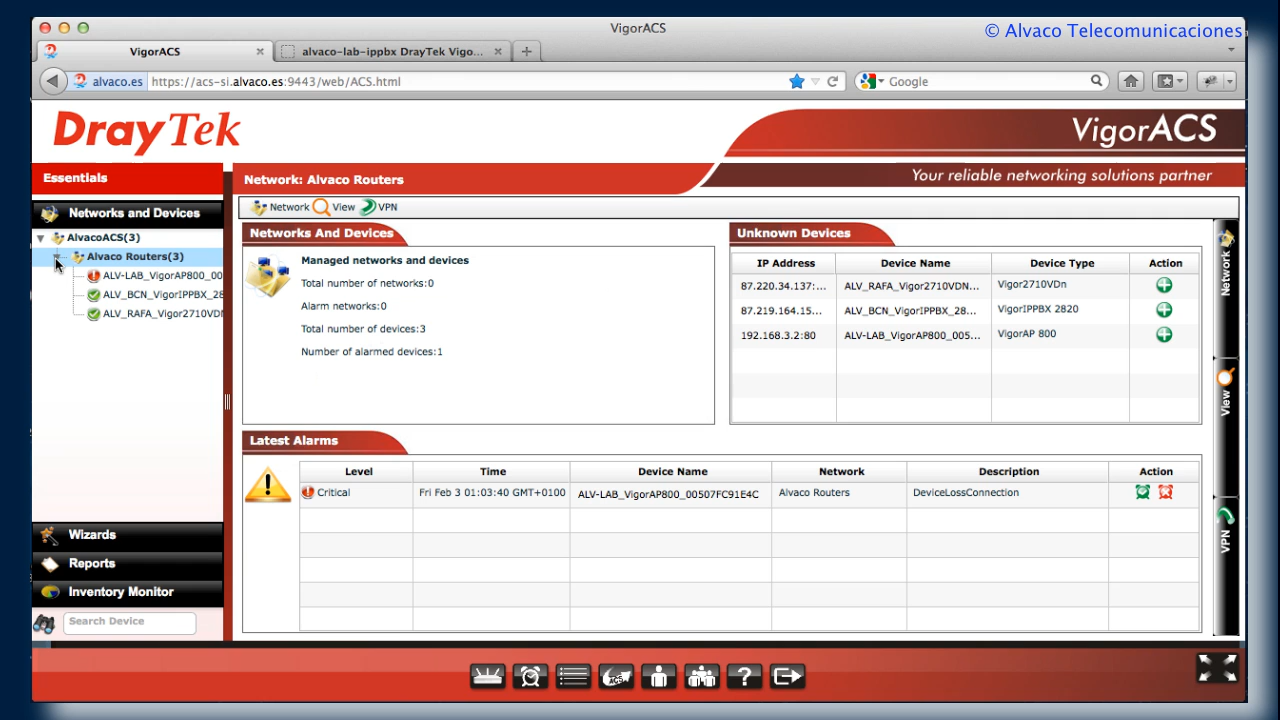 VigorACS
© Alvaco Telecomunicaciones
VigorACS
alvaco-lab-ippbx DrayTek Vigo...
alvaco.es https://acs-si.alvaco.es:9443/web/ACS.html
Google
DrayTek
VigorACS
Essentials
Network: Alvaco Routers
Your reliable networking solutions partner
Networks and Devices
Network View VPN
AlvacoACS(3)
Alvaco Routers(3)
ALV-LAB_VigorAP800_00
ALV_BCN_VigorIPPBX_28
ALV_RAFA_Vigor2710VDN
Networks And Devices
Managed networks and devices
Total number of networks:0
Alarm networks:0
Total number of devices:3
Number of alarmed devices:1
Unknown Devices
IP Address Device Name Device Type Action
87.220.34.137:... ALV_RAFA_Vigor2710VDN... Vigor2710VDn
87.219.164.15... ALV_BCN_VigorIPPBX_28... VigorIPPBX 2820
192.168.3.2:80 ALV-LAB_VigorAP800_005... VigorAP 800
Latest Alarms
Level Time Device Name Network Description Action
Critical Fri Feb 3 01:03:40 GMT+0100 ALV-LAB_VigorAP800_00507FC91E4C Alvaco Routers DeviceLossConnection
Network
View
VPN
Wizards
Reports
Inventory Monitor
Search Device
ACS
?